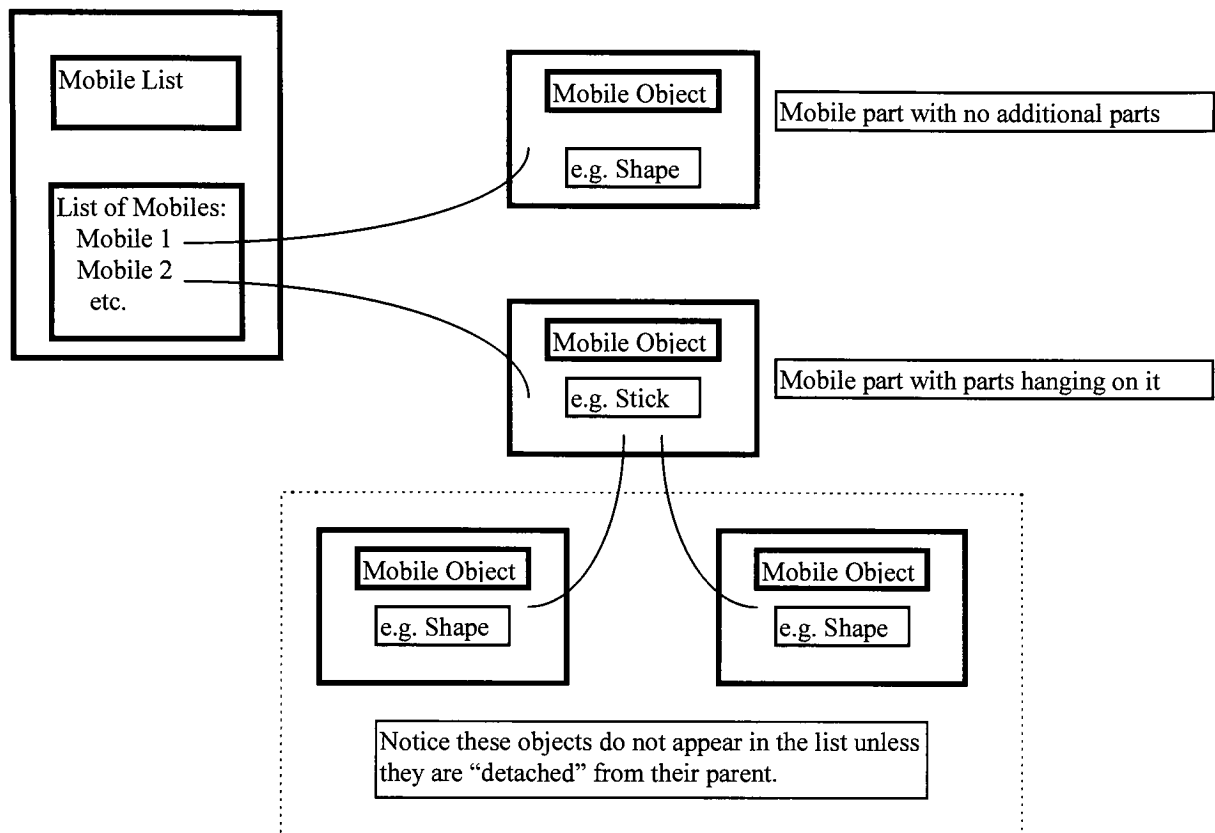 Mobile List
List of Mobiles:
Mobile 1
Mobile 2
etc.
Mobile Object
e.g. Shape
Mobile part with no additional parts
Mobile Object
e.g. Stick
Mobile part with parts hanging on it
Mobile Object
e.g. Shape
Mobile Object
e.g. Shape
Notice these objects do not appear in the list unless
they are “detached” from their parent.